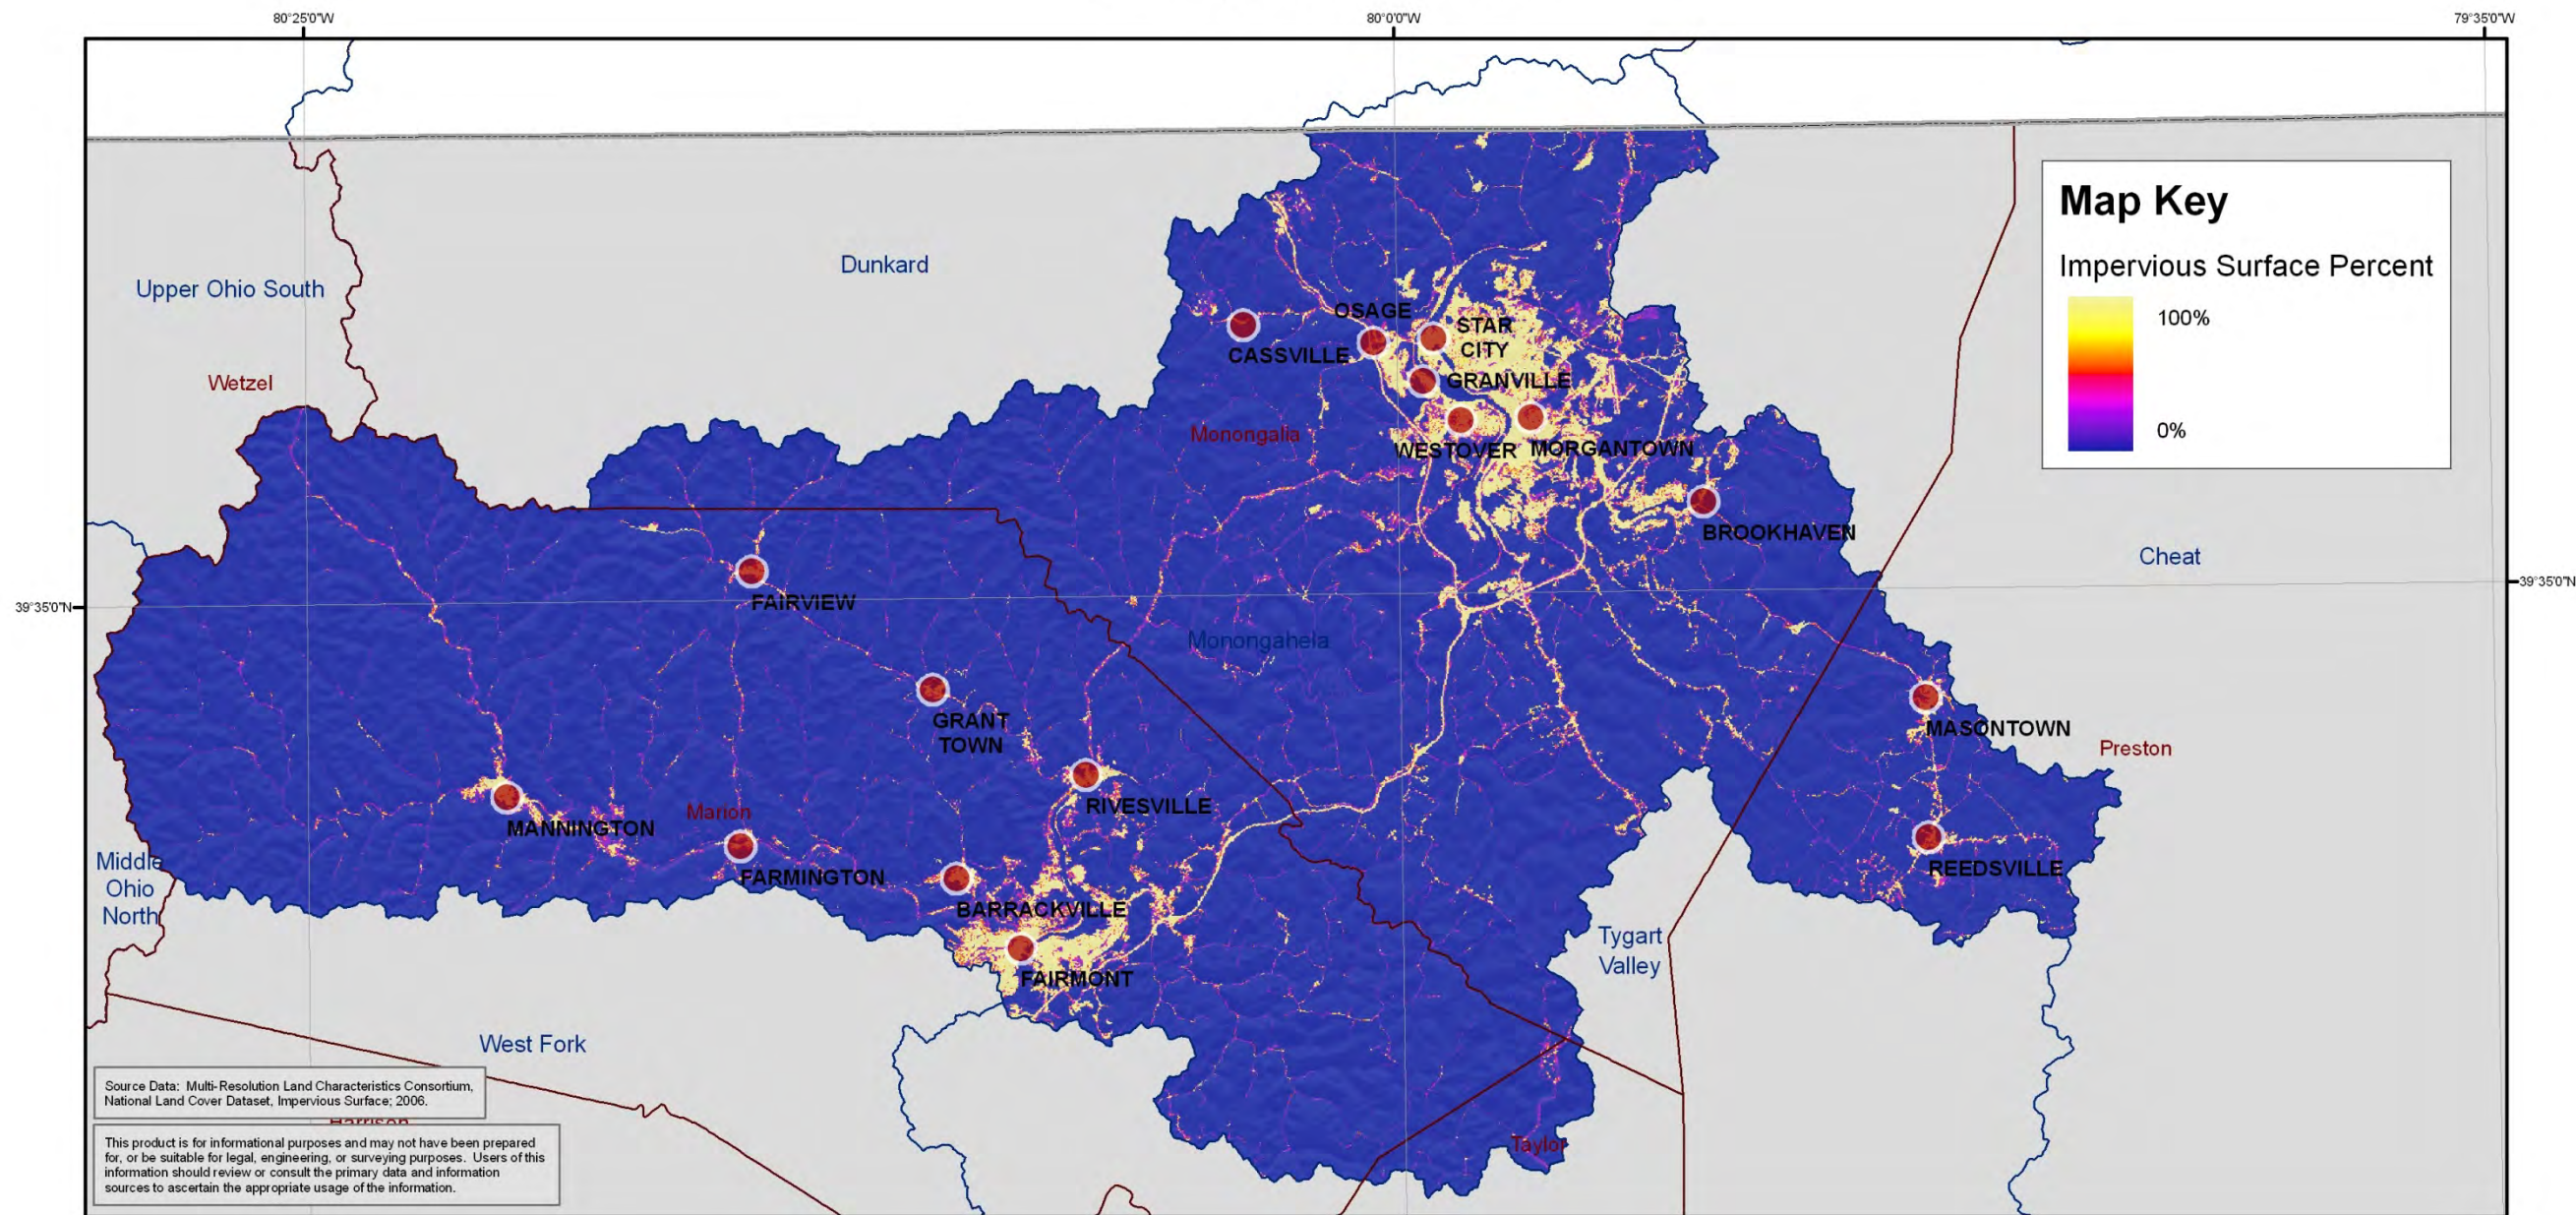 80°25'0"W
80°0'0"W
79°35'0"W
Map Key
Impervious Surface Percent
100%
0%
Dunkard
Upper Ohio South
Wetzel
OSAGE
STAR
CITY
CASSVILLE
GRANVILLE
Monongalia
WESTOVER
MORGANTOWN
BROOKHAVEN
Cheat
39°35'0"N
39°35'0"N
FAIRVIEW
Monongahela
GRANT
TOWN
MASONTOWN
Preston
RIVESVILLE
Marion
MANNINGTON
FARMINGTON
REEDSVILLE
Middle
Ohio
North
BARRACKVILLE
Tygart
Valley
FAIRMONT
West Fork
Source Data: Multi-Resolution Land Characteristics Consortium,
National Land Cover Dataset, Impervious Surface; 2006.
Harrison
This product is for informational purposes and may not have been prepared
for, or be suitable for legal, engineering, or surveying purposes. Users of this
information should review or consult the primary data and information
sources to ascertain the appropriate usage of the information.
Taylor